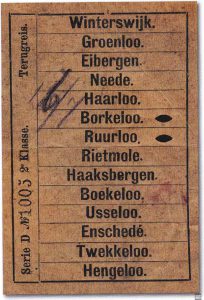 Terugreis.
2e Klasse.
Serie D. №1005
Winterswijk.
Groenloo.
Eibergen.
Neede.
Haarloo.
Borkeloo.
Ruurloo.
Rietmole.
Haaksbergen.
Boekeloo.
Usseloo.
Enschedé.
Twekkeloo.
Hengeloo.